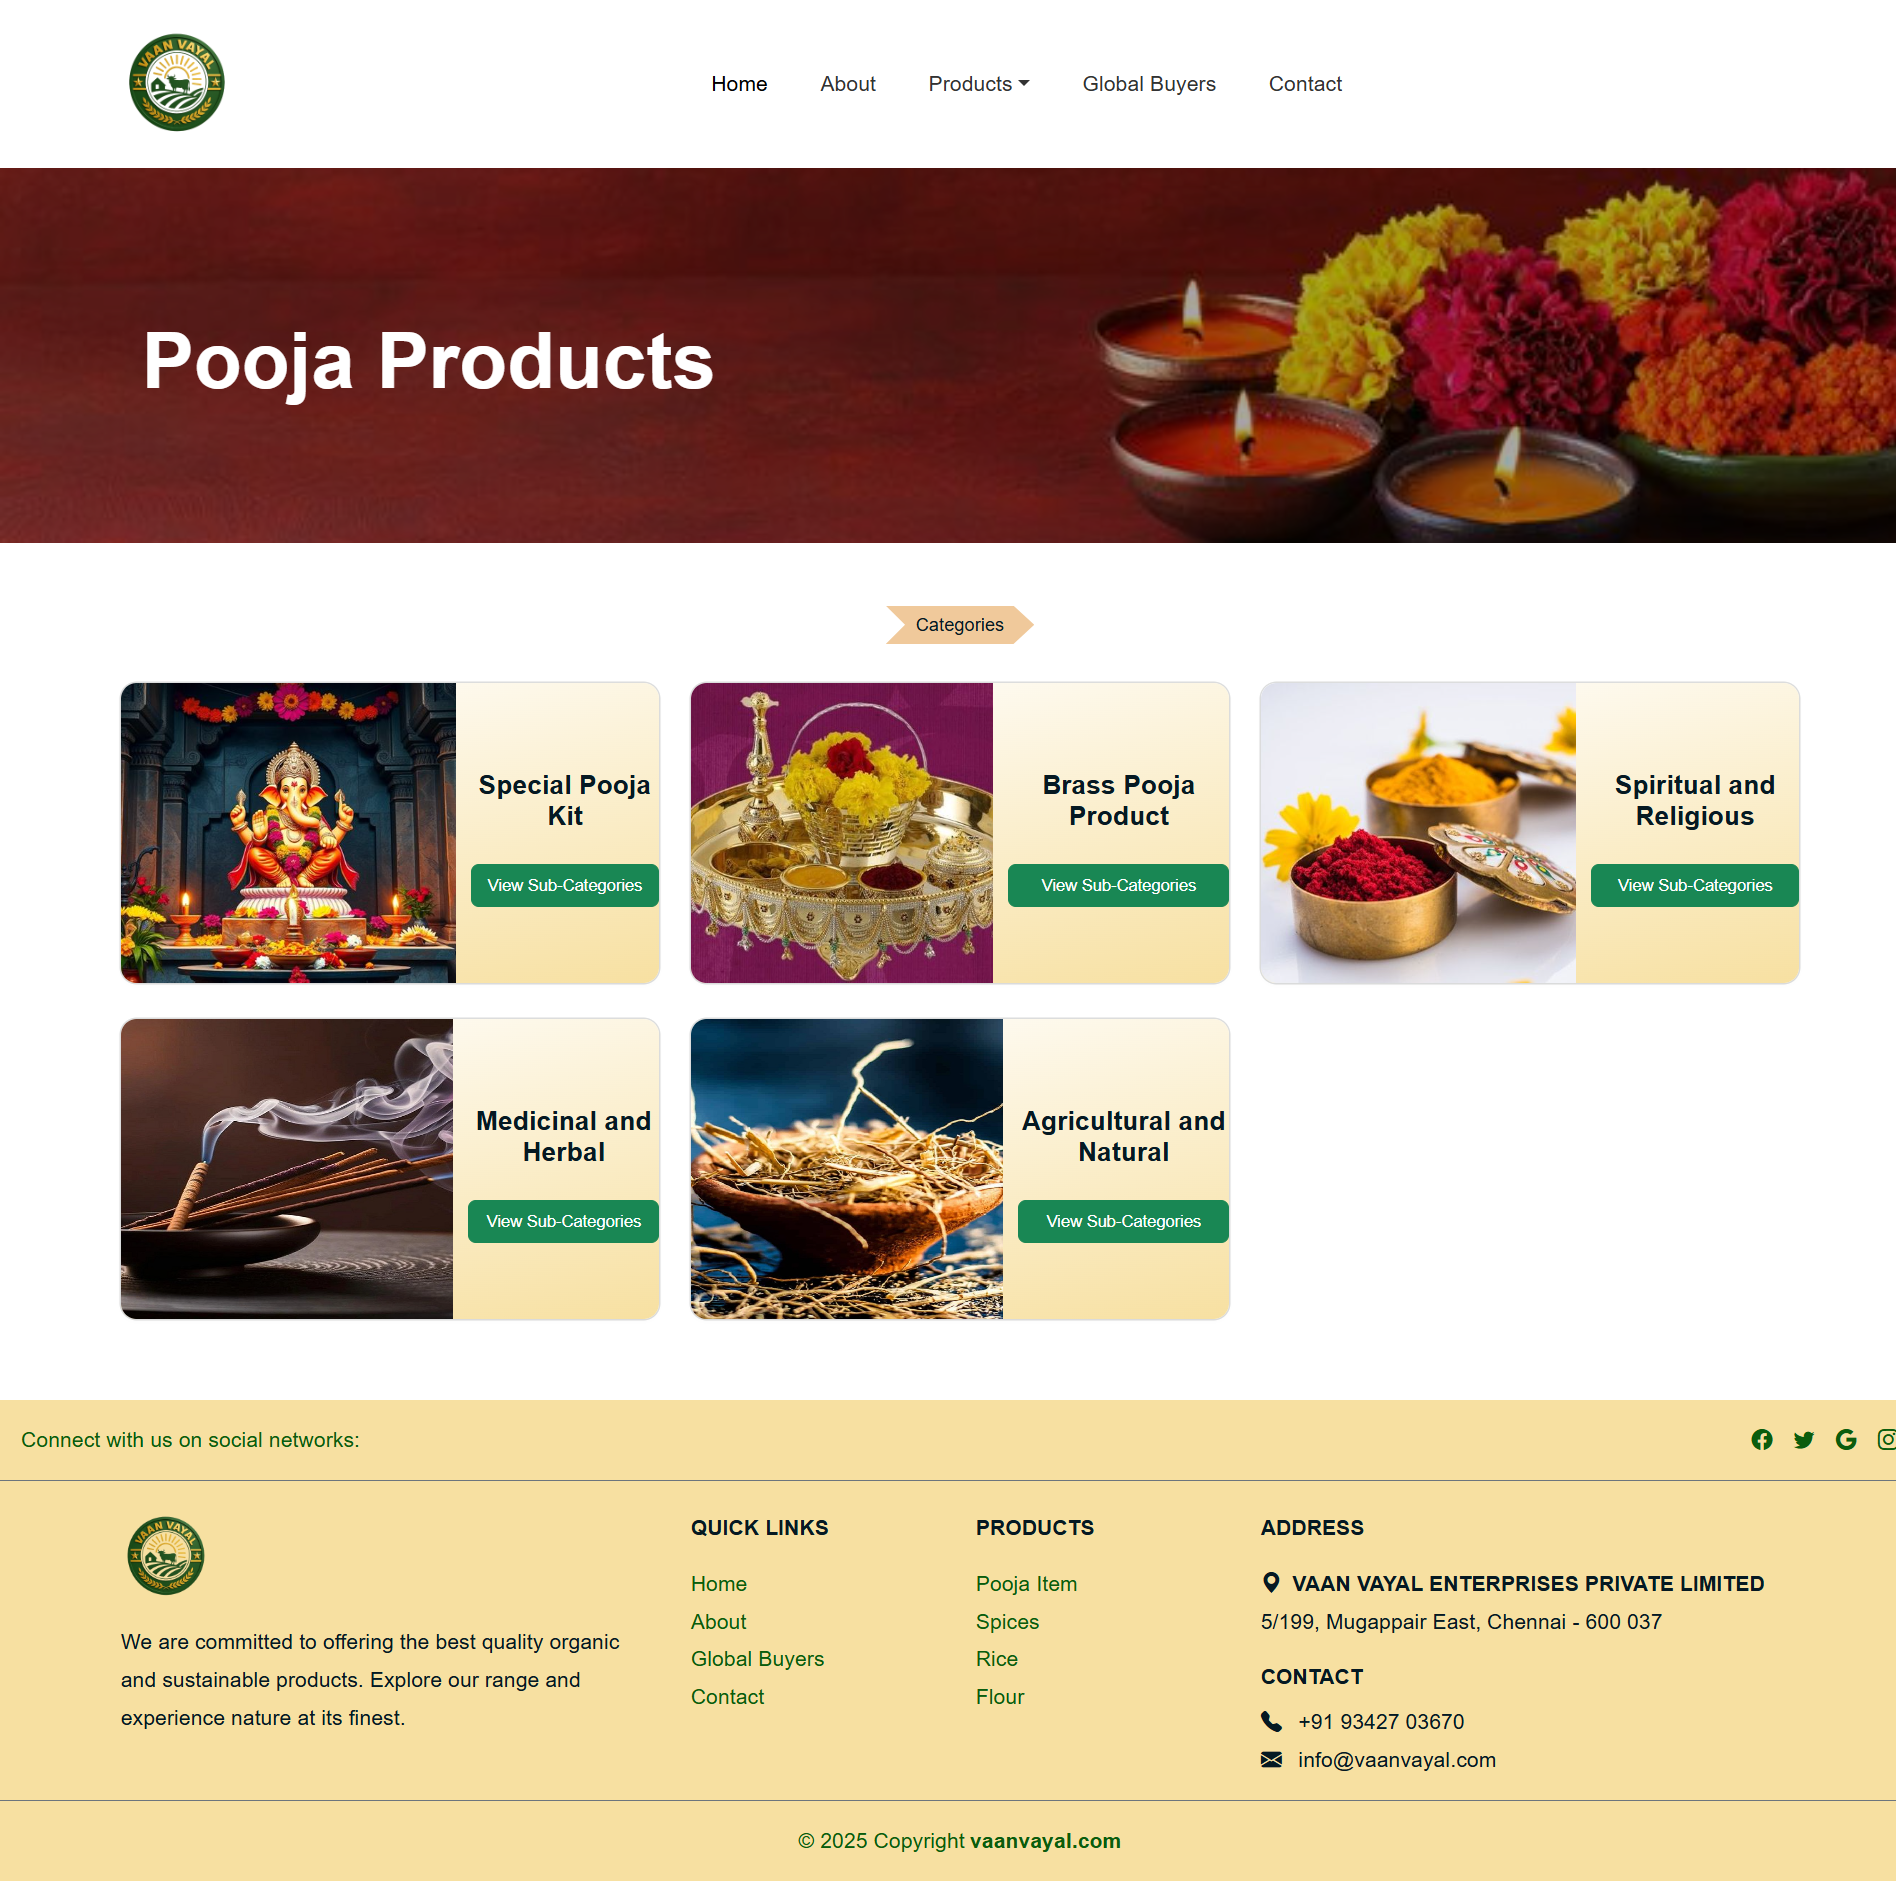 VAAN VAYAL
Home About Products Global Buyers Contact
Pooja Products
Categories
Special Pooja
Kit
View Sub-Categories
Brass Pooja
Product
View Sub-Categories
Spiritual and
Religious
View Sub-Categories
Medicinal and
Herbal
View Sub-Categories
Agricultural and
Natural
View Sub-Categories
Connect with us on social networks:
VAAN VAYAL
We are committed to offering the best quality organic
and sustainable products. Explore our range and
experience nature at its finest.
QUICK LINKS
Home
About
Global Buyers
Contact
PRODUCTS
Pooja Item
Spices
Rice
Flour
ADDRESS
VAAN VAYAL ENTERPRISES PRIVATE LIMITED
5/199, Mugappair East, Chennai - 600 037
CONTACT
+91 93427 03670
info@vaanvayal.com
© 2025 Copyright vaanvayal.com